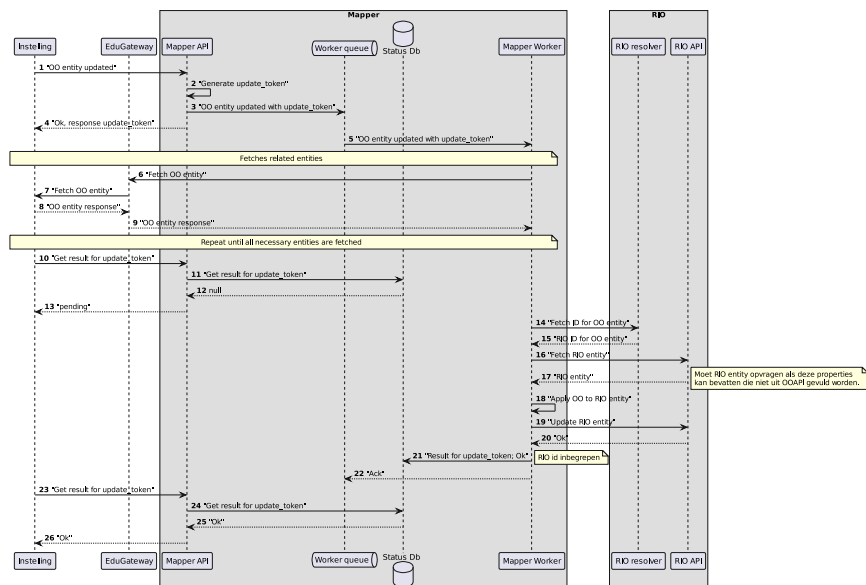 Mapper
RIO
Instelling
EduGateway
Mapper API
Worker queue
Status Db
Mapper Worker
RIO resolver
RIO API
1 "OO entity updated"
2 "Generate update_token"
3 "OO entity updated with update_token"
4 "Ok, response update_token"
5 "OO entity updated with update_token"
Fetches related entities
6 "Fetch OO entity"
7 "Fetch OO entity"
8 "OO entity response"
9 "OO entity response"
Repeat until all necessary entities are fetched
10 "Get result for update_token"
11 "Get result for update_token"
12 null
13 "pending"
14 "Fetch ID for OO entity"
15 "RIO ID for OO entity"
16 "Fetch RIO entity"
17 "RIO entity"
Moet RIO entity opvragen als deze properties
kan bevatten die niet uit OOAPI gevuld worden.
18 "Apply OO to RIO entity"
19 "Update RIO entity"
20 "Ok"
21 "Result for update_token; Ok"
RIO id inbegrepen
22 "Ack"
23 "Get result for update_token"
24 "Get result for update_token"
25 "Ok"
26 "Ok"
Instelling
EduGateway
Mapper API
Worker queue
Status Db
Mapper Worker
RIO resolver
RIO API